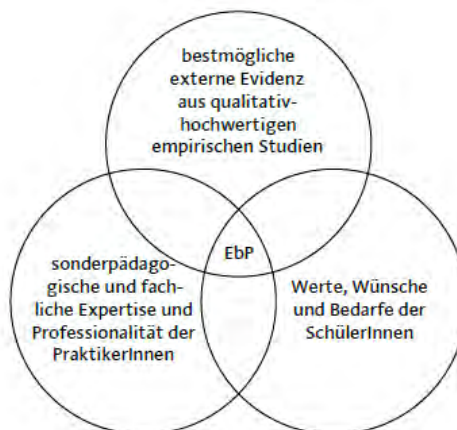 bestmögliche
externe Evidenz
aus qualitativ-
hochwertigen
empirischen Studien
EbP
sonderpädago-
gische und fach-
liche Expertise und
Professionalität der
PraktikerInnen
Werte, Wünsche
und Bedarfe der
SchülerInnen